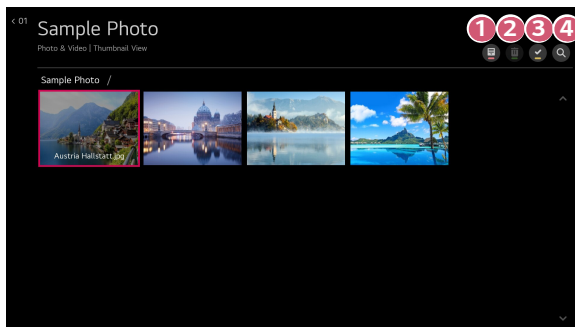 < 01
Sample Photo
Photo & Video | Thumbnail View
1 2 3 4
Sample Photo /
Austria Hallstatt.jpg